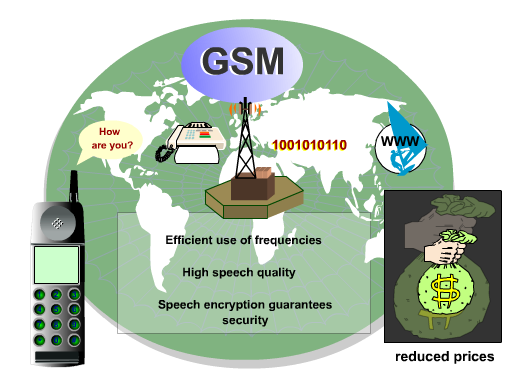 GSM
How
are you?
1001010110
WWW
Efficient use of frequencies
High speech quality
Speech encryption guarantees
security
$
reduced prices